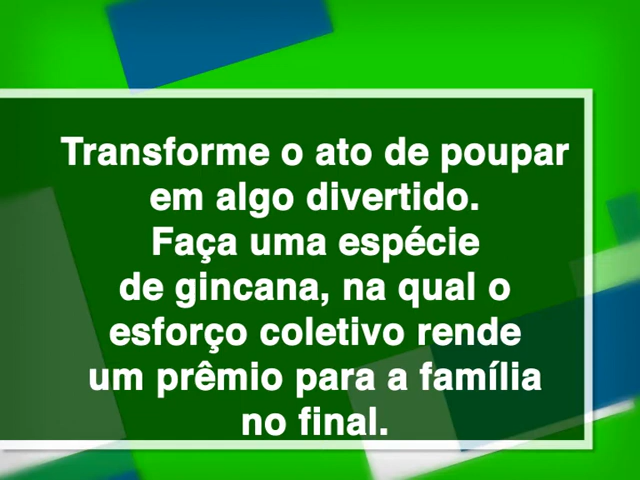 Transforme o ato de poupar
em algo divertido.
Faça uma espécie
de gincana, na qual o
esforço coletivo rende
um prêmio para a família
no final.